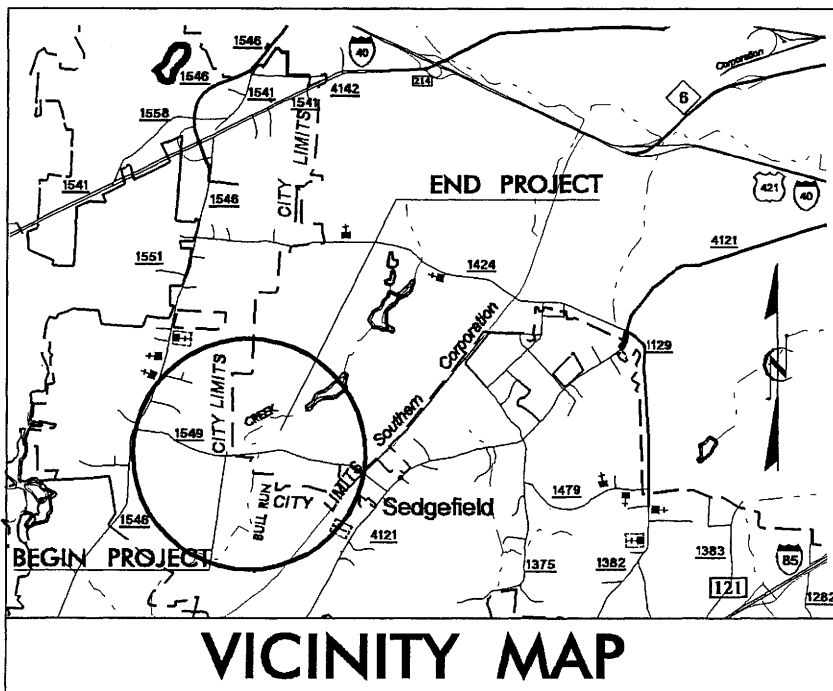 1546
40
1546
1541
1541
4142
214
Corporation
6
1558
CITY LIMITS
1541
1546
END PROJECT
421
40
4121
1551
1424
Southern Corporation
1129
CITY LIMITS
CREEK
1549
BULL RUN
CITY LIMITS
Sedgefield
1479
1546
4121
BEGIN PROJECT
1375
1382
1383
121
85
1282
N
VICINITY MAP